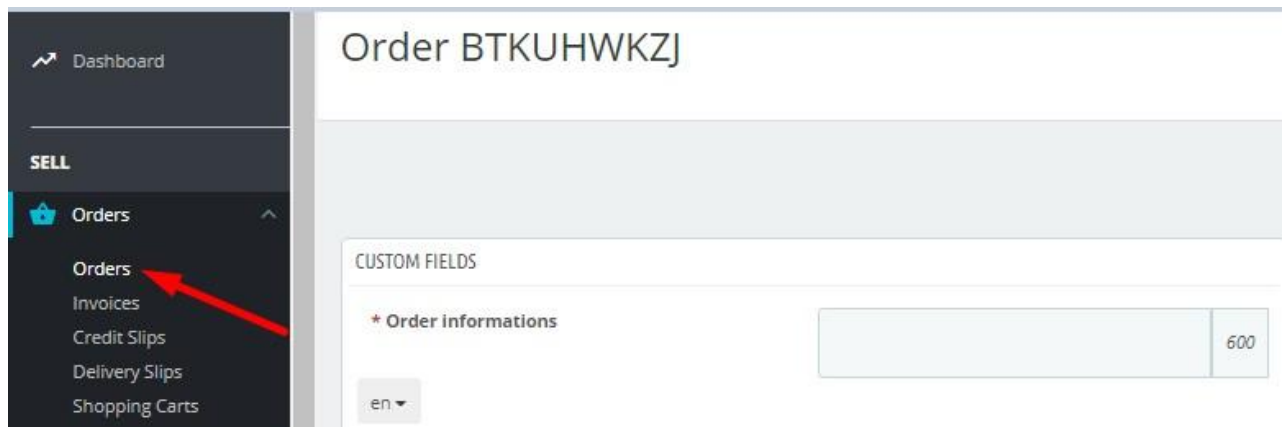 Dashboard
SELL
Orders
Orders
Invoices
Credit Slips
Delivery Slips
Shopping Carts
Order BTKUHWKZJ
CUSTOM FIELDS
* Order informations
600
en